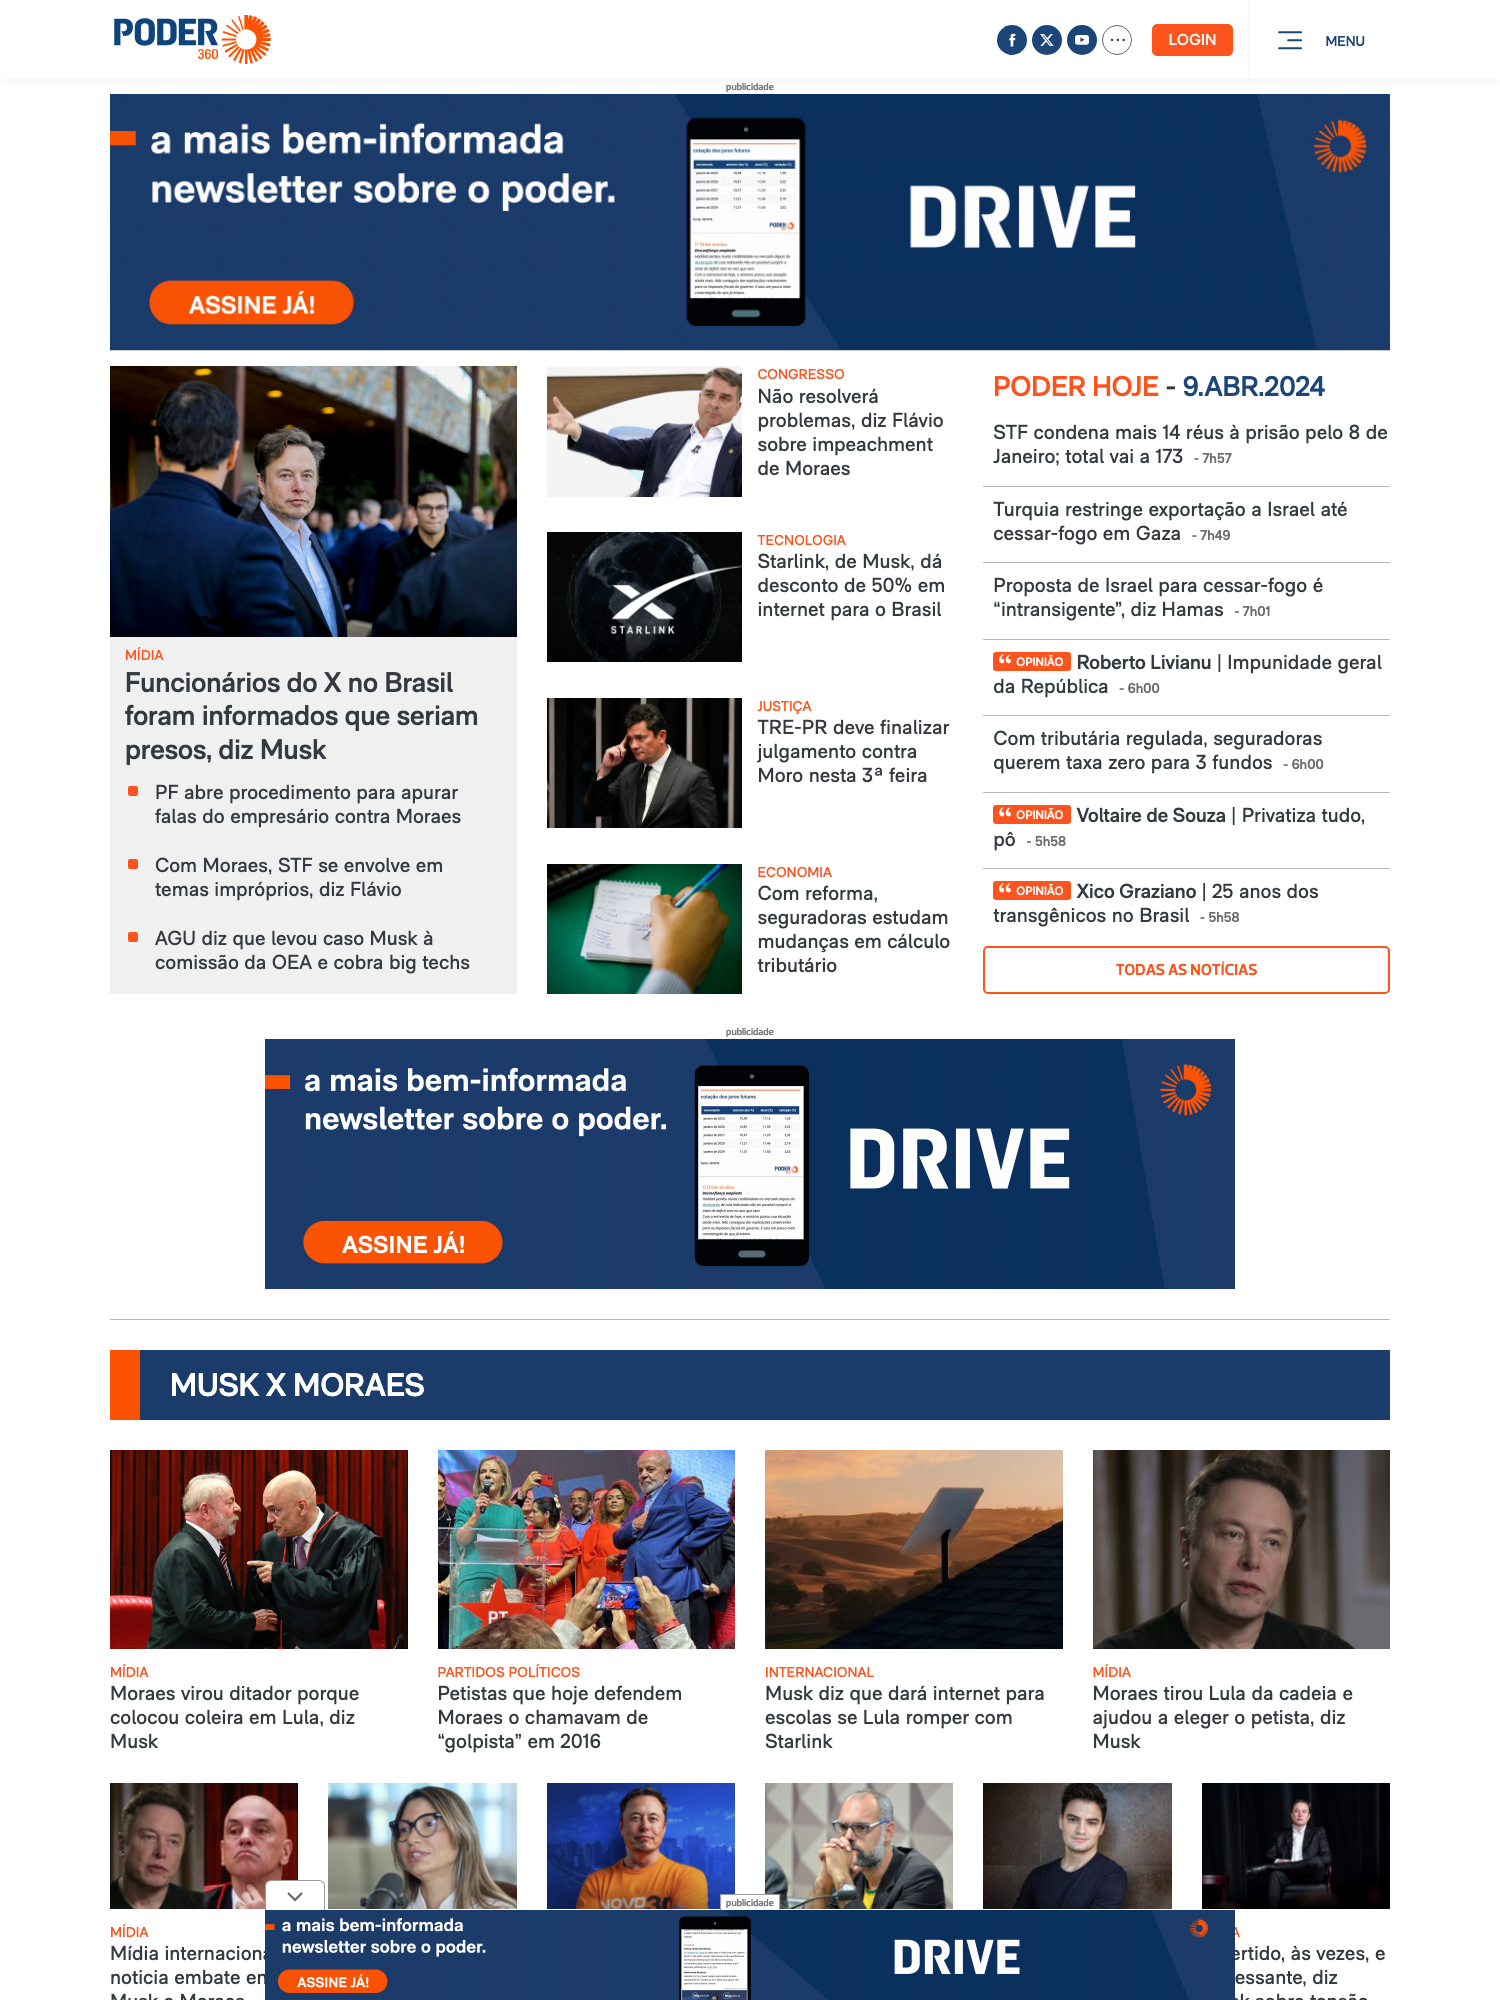 PODER
360
LOGIN
MENU
publicidade
a mais bem-informada
newsletter sobre o poder.
ASSINE JÁ!
DRIVE
MÍDIA
Funcionários do X no Brasil
foram informados que seriam
presos, diz Musk
PF abre procedimento para apurar
falas do empresário contra Moraes
Com Moraes, STF se envolve em
temas impróprios, diz Flávio
AGU diz que levou caso Musk à
comissão da OEA e cobra big techs
CONGRESSO
Não resolverá
problemas, diz Flávio
sobre impeachment
de Moraes
STARLINK
TECNOLOGIA
Starlink, de Musk, dá
desconto de 50% em
internet para o Brasil
JUSTIÇA
TRE-PR deve finalizar
julgamento contra
Moro nesta 3ª feira
ECONOMIA
Com reforma,
seguradoras estudam
mudanças em cálculo
tributário
PODER HOJE - 9.ABR.2024
STF condena mais 14 réus à prisão pelo 8 de
Janeiro; total vai a 173 - 7h57
Turquia restringe exportação a Israel até
cessar-fogo em Gaza - 7h49
Proposta de Israel para cessar-fogo é
“intransigente”, diz Hamas - 7h01
“ OPINIÃO Roberto Livianu | Impunidade geral
da República - 6h00
Com tributária regulada, seguradoras
querem taxa zero para 3 fundos - 6h00
“ OPINIÃO Voltaire de Souza | Privatiza tudo,
pô - 5h58
“ OPINIÃO Xico Graziano | 25 anos dos
transgênicos no Brasil - 5h58
TODAS AS NOTÍCIAS
publicidade
a mais bem-informada
newsletter sobre o poder.
ASSINE JÁ!
DRIVE
MUSK X MORAES
PT
MÍDIA
Moraes virou ditador porque
colocou coleira em Lula, diz
Musk
PARTIDOS POLÍTICOS
Petistas que hoje defendem
Moraes o chamavam de
“golpista” em 2016
INTERNACIONAL
Musk diz que dará internet para
escolas se Lula romper com
Starlink
MÍDIA
Moraes tirou Lula da cadeia e
ajudou a eleger o petista, diz
Musk
MÍDIA
Mídia internaciona
noticia embate en
Musk e Moraes
publicidade
a mais bem-informada
newsletter sobre o poder.
ASSINE JÁ!
DRIVE
A
ertido, às vezes, e
essante, diz
sobre tensão